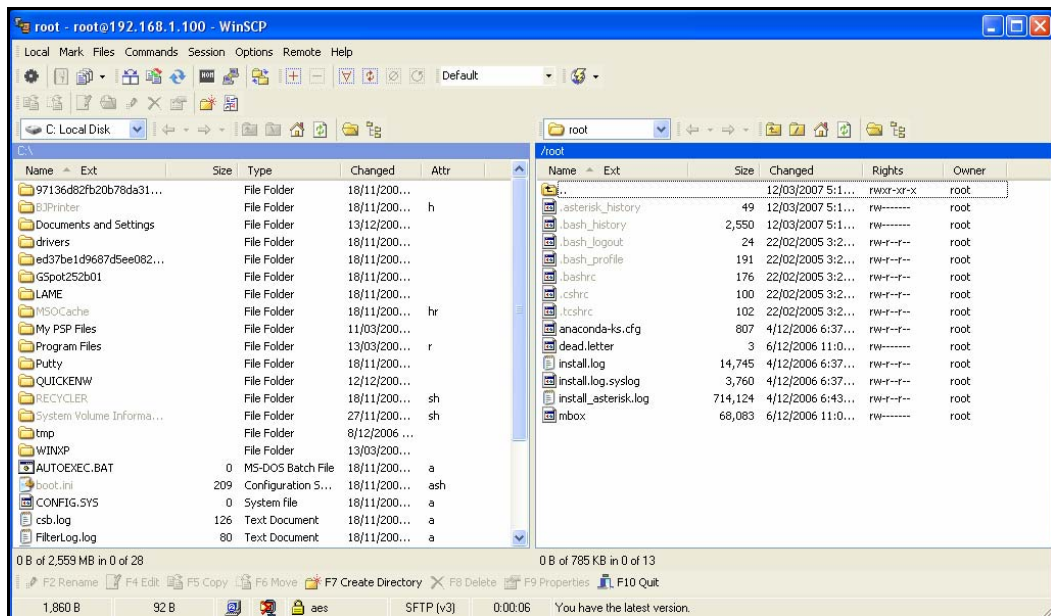 root - root@192.168.1.100 - WinSCP
Local Mark Files Commands Session Options Remote Help
Default
C: Local Disk root
C:\ /root
Name Ext Size Type Changed Attr
97136d82fb20b78da31... File Folder 18/11/200...
BJPrinter File Folder 18/11/200... h
Documents and Settings File Folder 13/12/200...
drivers File Folder 18/11/200...
ed37be1d9687d5ee082... File Folder 18/11/200...
GSpot252b01 File Folder 18/11/200...
LAME File Folder 18/11/200...
MSOCache File Folder 18/11/200... hr
My PSP Files File Folder 11/03/200...
Program Files File Folder 13/03/200... r
Putty File Folder 18/11/200...
QUICKENW File Folder 12/12/200...
RECYCLER File Folder 18/11/200... sh
System Volume Informa... File Folder 27/11/200... sh
tmp File Folder 8/12/2006 ...
WINXP File Folder 13/03/200...
AUTOEXEC.BAT 0 MS-DOS Batch File 18/11/200... a
boot.ini 209 Configuration S... 18/11/200... ash
CONFIG.SYS 0 System file 18/11/200... a
csb.log 126 Text Document 18/11/200... a
FilterLog.log 80 Text Document 18/11/200... a
Name Ext Size Changed Rights Owner
.. 12/03/2007 5:1... rwxr-xr-x root
.asterisk_history 49 12/03/2007 5:1... rw------- root
.bash_history 2,550 12/03/2007 5:1... rw------- root
.bash_logout 24 22/02/2005 3:2... rw-r--r-- root
.bash_profile 191 22/02/2005 3:2... rw-r--r-- root
.bashrc 176 22/02/2005 3:2... rw-r--r-- root
.cshrc 100 22/02/2005 3:2... rw-r--r-- root
.tcshrc 102 22/02/2005 3:2... rw-r--r-- root
anaconda-ks.cfg 807 4/12/2006 6:37... rw-r--r-- root
dead.letter 3 6/12/2006 11:0... rw------- root
install.log 14,745 4/12/2006 6:37... rw-r--r-- root
install.log.syslog 3,760 4/12/2006 6:37... rw-r--r-- root
install_asterisk.log 714,124 4/12/2006 6:43... rw-r--r-- root
mbox 68,083 6/12/2006 11:0... rw------- root
0 B of 2,559 MB in 0 of 28 0 B of 785 KB in 0 of 13
F2 Rename F4 Edit F5 Copy F6 Move F7 Create Directory F8 Delete F9 Properties F10 Quit
1,860 B 92 B aes SFTP (v3) 0:00:06 You have the latest version.